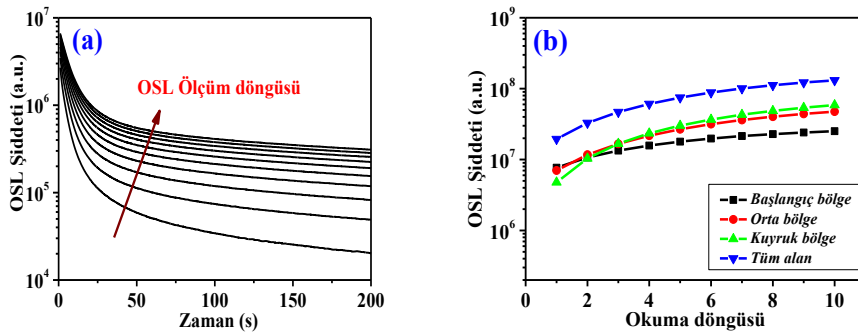 (a)
OSL Ölçüm döngüsü
OSL Şiddeti (a.u.)
10^7
10^6
10^5
10^4
0 50 100 150 200
Zaman (s)
(b)
OSL Şiddeti (a.u.)
10^9
10^8
10^7
10^6
Başlangıç bölge
Orta bölge
Kuyruk bölge
Tüm alan
0 2 4 6 8 10
Okuma döngüsü